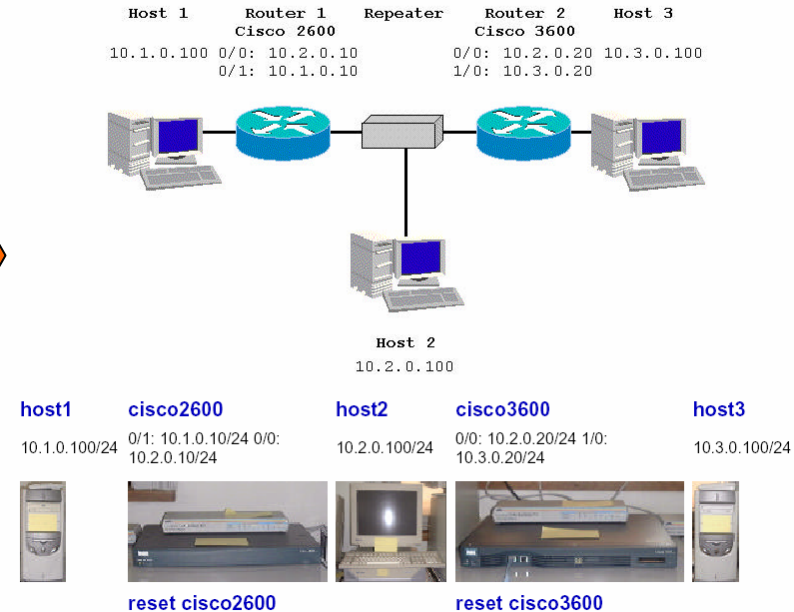 Host 1 Router 1 Repeater Router 2 Host 3
Cisco 2600 Cisco 3600
10.1.0.100 0/0: 10.2.0.10 0/0: 10.2.0.20 10.3.0.100
0/1: 10.1.0.10 1/0: 10.3.0.20
Host 2
10.2.0.100
host1 cisco2600 host2 cisco3600 host3
10.1.0.100/24 0/1: 10.1.0.10/24 0/0: 10.2.0.100/24 0/0: 10.2.0.20/24 1/0: 10.3.0.100/24
10.2.0.10/24 10.3.0.20/24
reset cisco2600 reset cisco3600